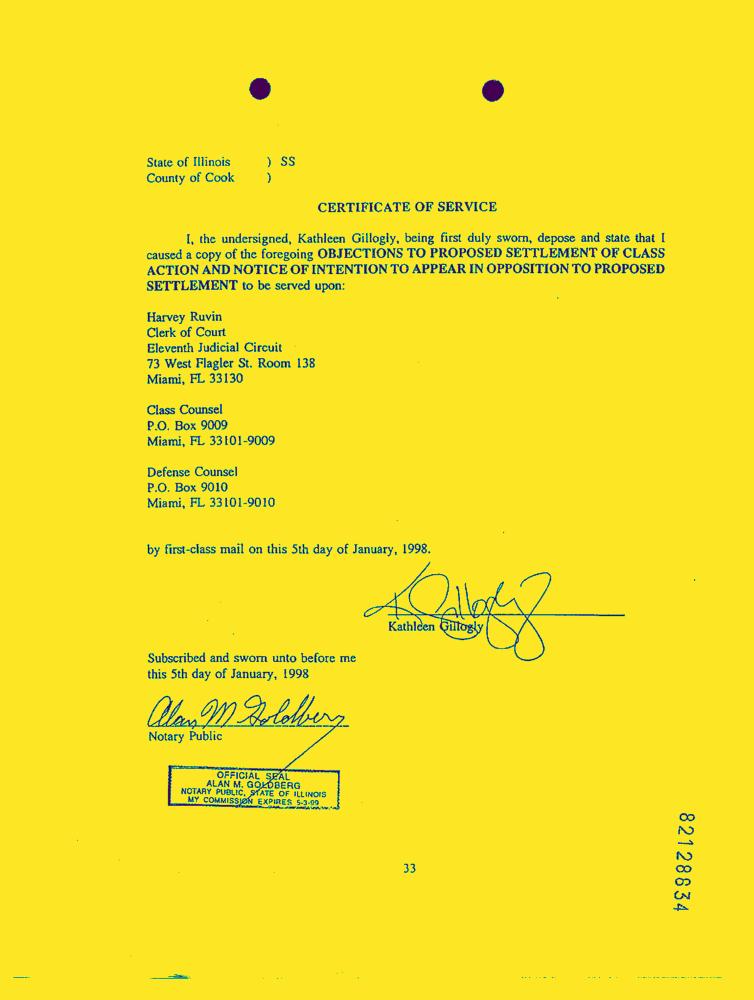 State of Illinois ) SS
County of Cook )
CERTIFICATE OF SERVICE
I, the undersigned, Kathleen Gillogly, being first duly sworn, depose and state that I
caused a copy of the foregoing OBJECTIONS TO PROPOSED SETTLEMENT OF CLASS
ACTION AND NOTICE OF INTENTION TO APPEAR IN OPPOSITION TO PROPOSED
SETTLEMENT to be served upon:
Harvey Ruvin
Clerk of Court
Eleventh Judicial Circuit
73 West Flagler St. Room 138
Miami, FL 33130
Class Counsel
P.O. Box 9009
Miami, FL 33101-9009
Defense Counsel
P.O. Box 9010
Miami, FL 33101-9010
by first-class mail on this 5th day of January, 1998.
K Gillogly
Kathleen Gillogly
Subscribed and sworn unto before me
this 5th day of January, 1998
Alan M Goldberg
Notary Public
OFFICIAL SEAL
ALAN M. GOLDBERG
NOTARY PUBLIC, STATE OF ILLINOIS
MY COMMISSION EXPIRES 5-3-99
33
82128634